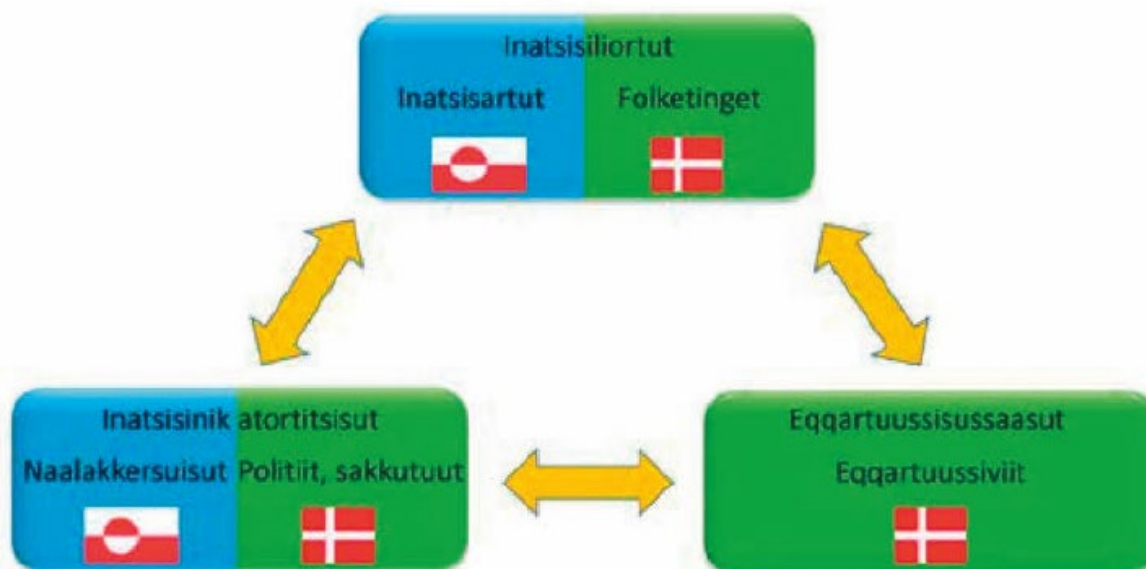 Inatsisiliortut
Inatsisartut Folketinget
Inatsisinik atortitsisut
Naalakkersuisut Politiit, sakkutuut
Eqqartuussisussaasut
Eqqartuussiviit